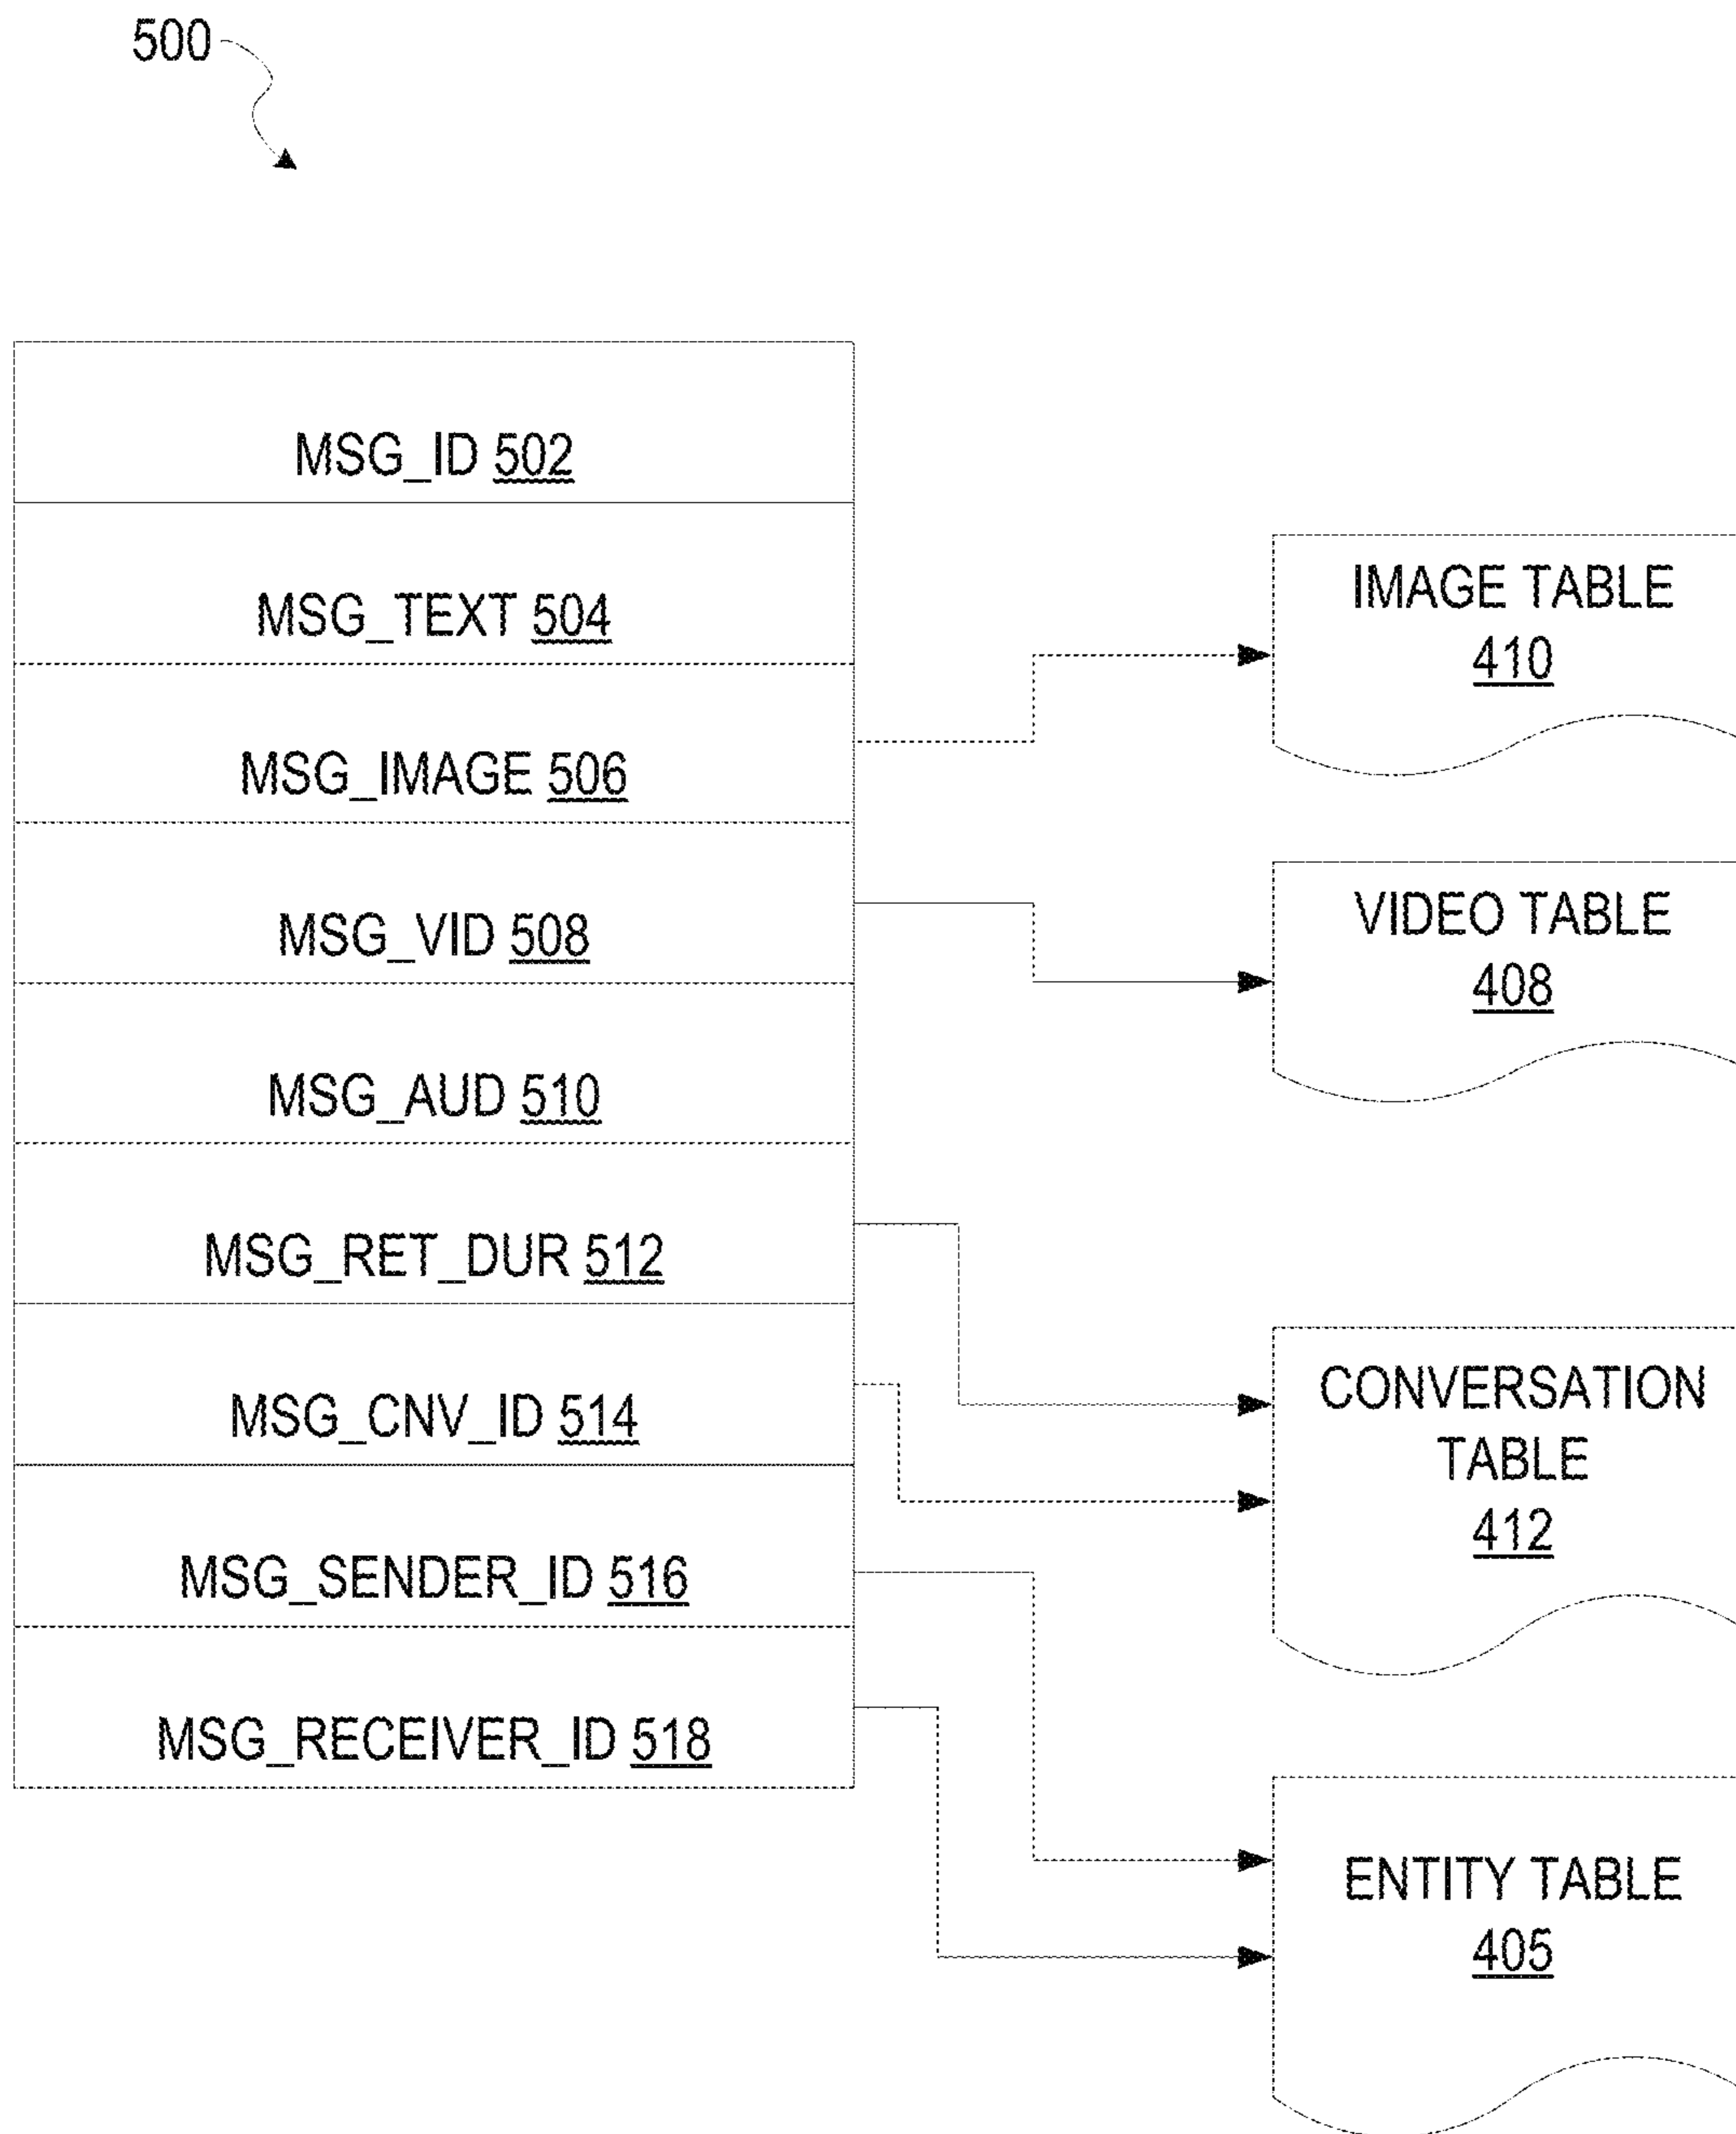 500
MSG_ID 502
MSG_TEXT 504
MSG_IMAGE 506
MSG_VID 508
MSG_AUD 510
MSG_RET_DUR 512
MSG_CNV_ID 514
MSG_SENDER_ID 516
MSG_RECEIVER_ID 518
IMAGE TABLE
410
VIDEO TABLE
408
CONVERSATION
TABLE
412
ENTITY TABLE
405